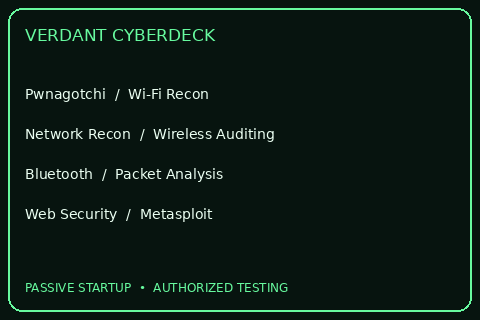 VERDANT CYBERDECK
Pwnagotchi / Wi-Fi Recon
Network Recon / Wireless Auditing
Bluetooth / Packet Analysis
Web Security / Metasploit
PASSIVE STARTUP • AUTHORIZED TESTING